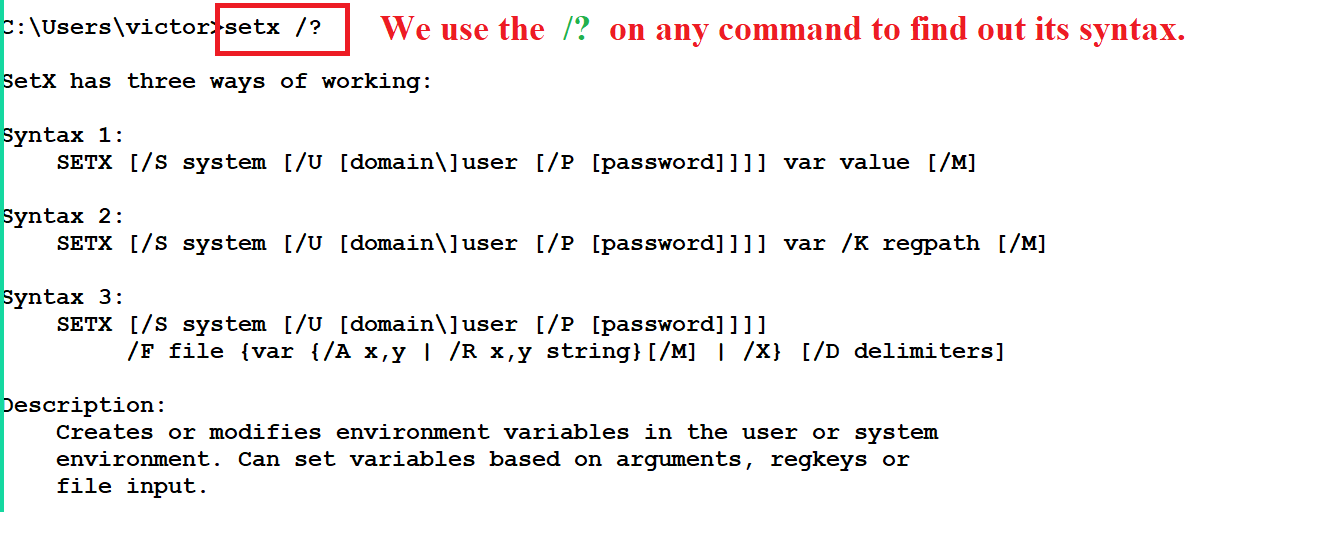 C:\Users\victor>setx /? We use the /? on any command to find out its syntax.
SetX has three ways of working:
Syntax 1:
SETX [/S system [/U [domain\]user [/P [password]]]] var value [/M]
Syntax 2:
SETX [/S system [/U [domain\]user [/P [password]]]] var /K regpath [/M]
Syntax 3:
SETX [/S system [/U [domain\]user [/P [password]]]]
/F file {var {/A x,y | /R x,y string}[/M] | /X} [/D delimiters]
Description:
Creates or modifies environment variables in the user or system
environment. Can set variables based on arguments, regkeys or
file input.